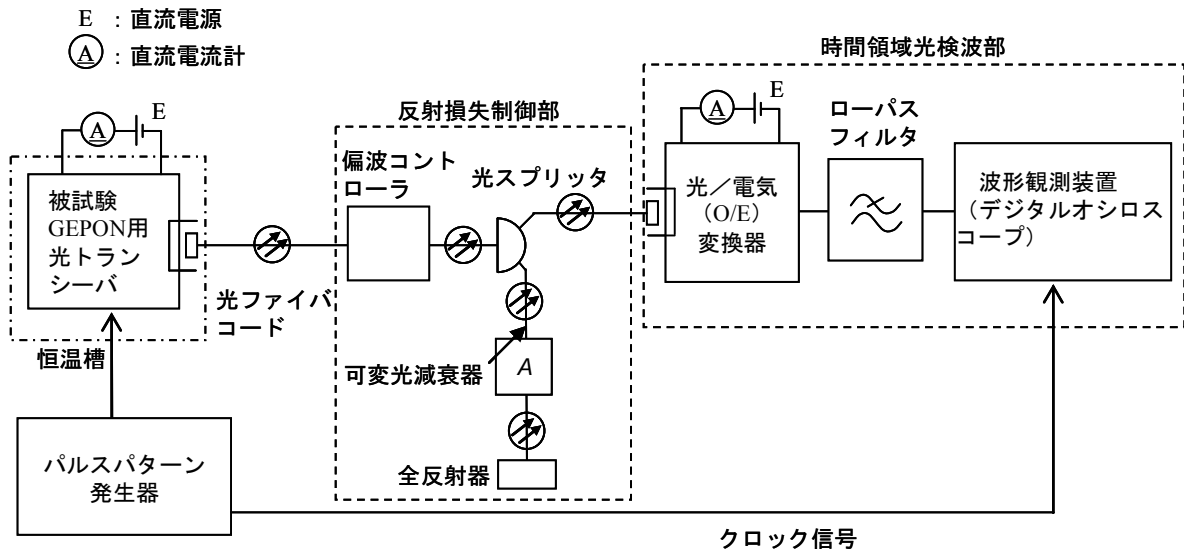 E ：直流電源
A ：直流電流計
時間領域光検波部
A
E
反射損失制御部
A
E
ローパス
フィルタ
被試験
GEPON用
光トラン
シーバ
偏波コント
ローラ
光スプリッタ
光／電気
（O/E）
変換器
波形観測装置
（デジタルオシロス
コープ）
光ファイバ
コード
恒温槽
可変光減衰器
A
パルスパターン
発生器
全反射器
クロック信号